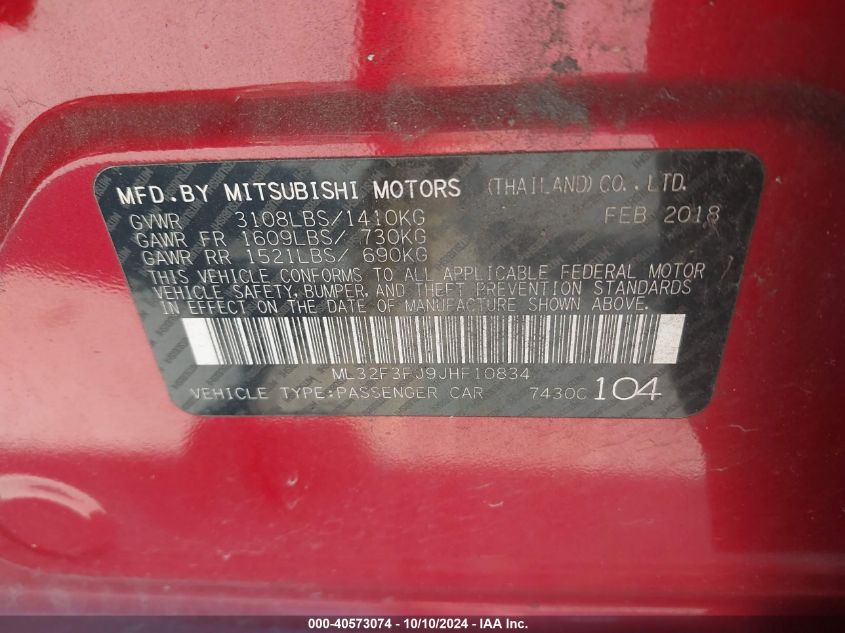 MFD.BY MITSUBISHI MOTORS (THAILAND) CO., LTD.
GVWR 3108LBS/1410KG FEB 2018
GAWR FR 1609LBS/ 730KG
GAWR RR 1521LBS/ 690KG
THIS VEHICLE CONFORMS TO ALL APPLICABLE FEDERAL MOTOR
VEHICLE SAFETY, BUMPER, AND THEFT PREVENTION STANDARDS
IN EFFECT ON THE DATE OF MANUFACTURE SHOWN ABOVE.
ML32F3FJ9JHF10834
VEHICLE TYPE:PASSENGER CAR 7430C 104
000-40573074 - 10/10/2024 - IAA Inc.